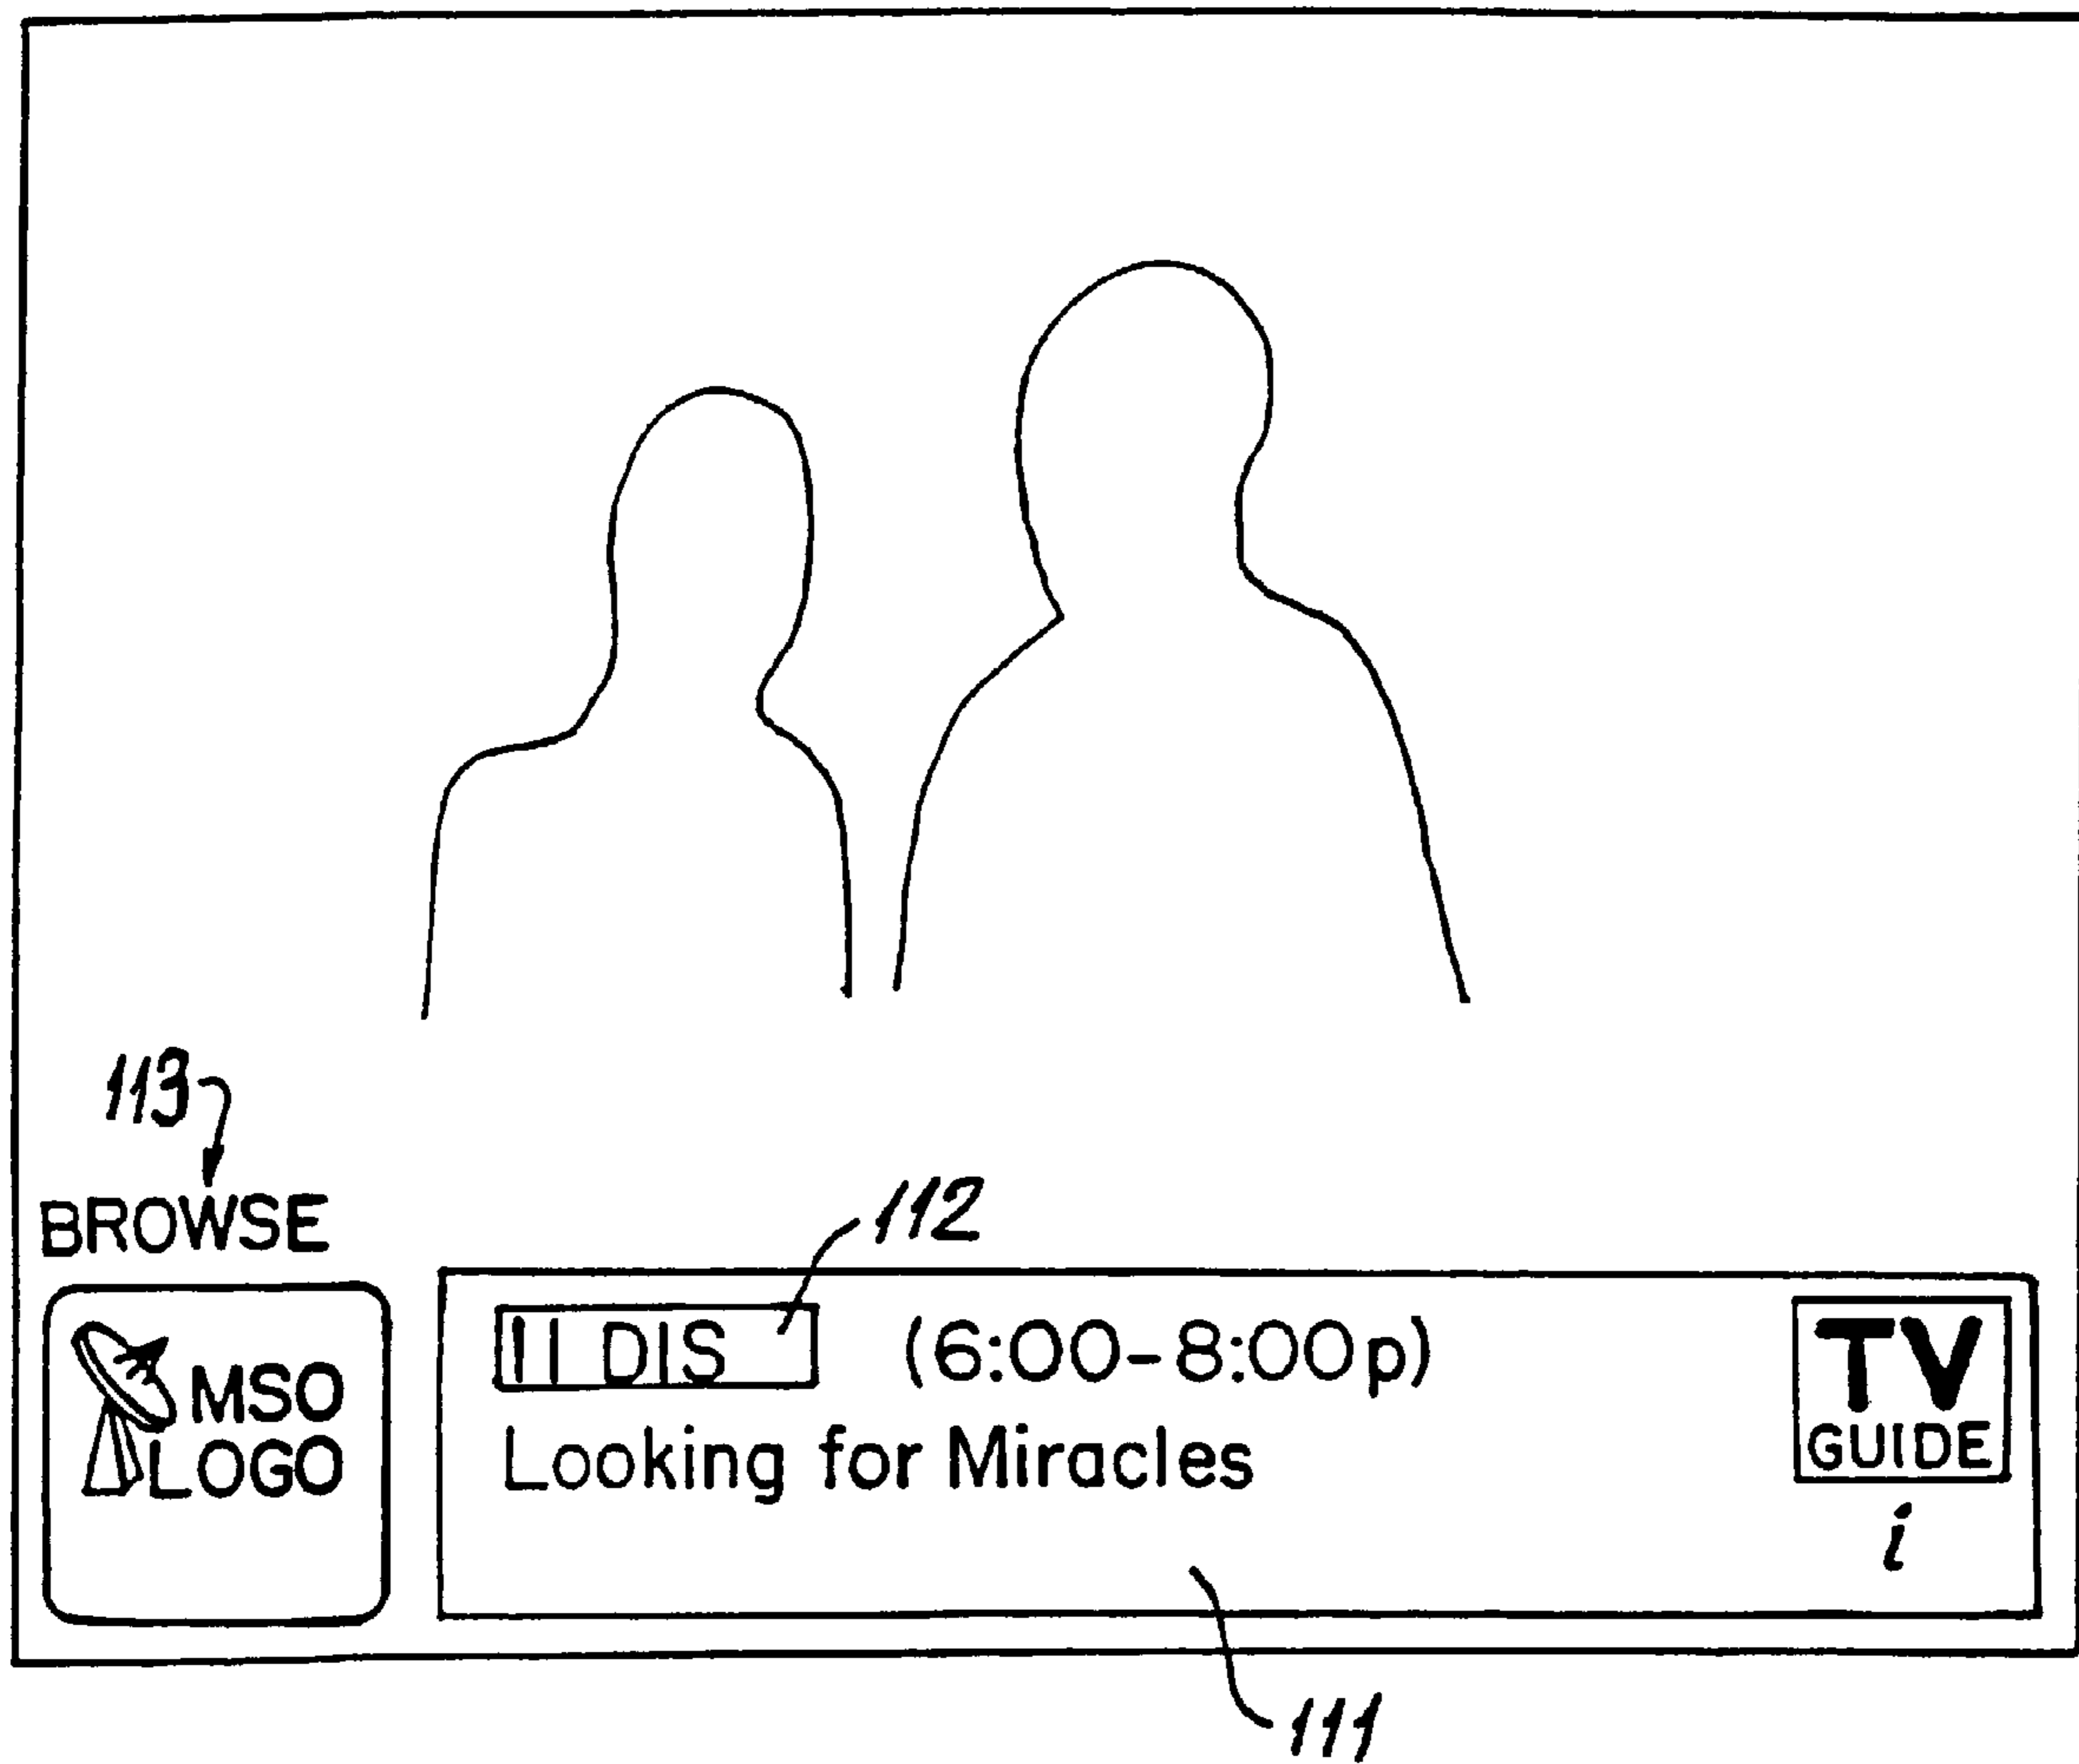 113
BROWSE
112
MSO
LOGO
11 DIS (6:00-8:00p)
Looking for Miracles
TV
GUIDE
i
111